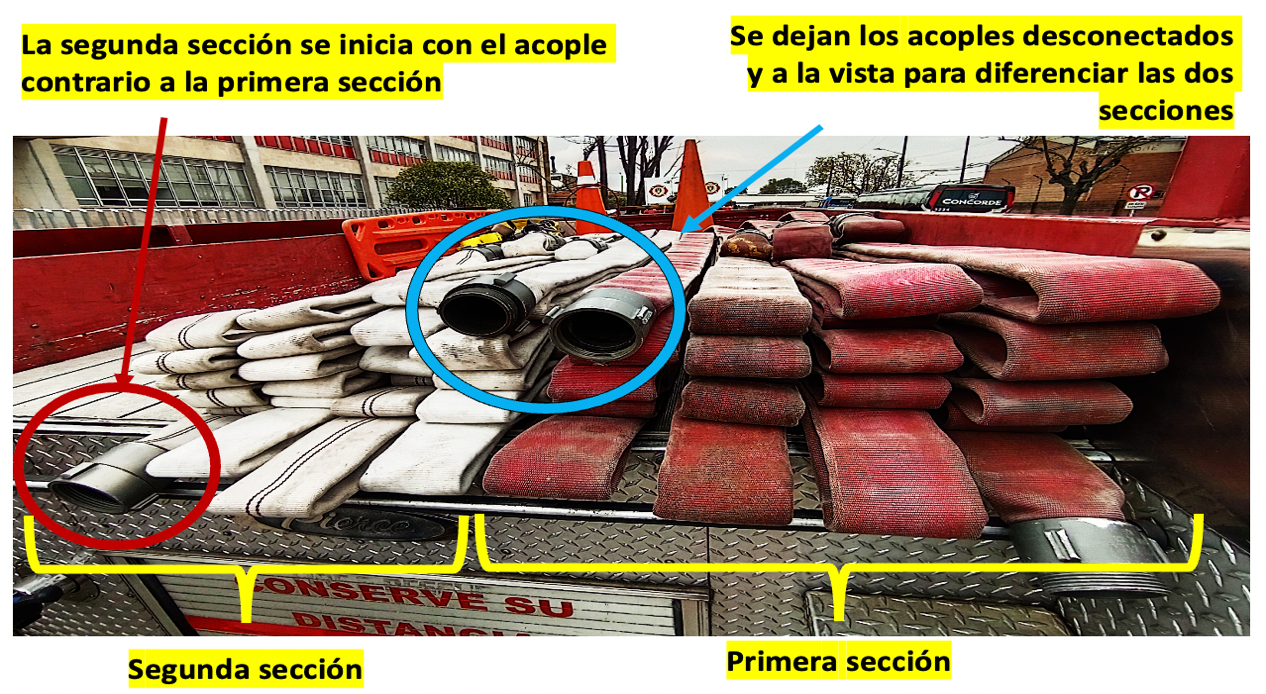 La segunda sección se inicia con el acople
contrario a la primera sección
Se dejan los acoples desconectados
y a la vista para diferenciar las dos
secciones
CONCORDE
Pierce
CONSERVE SU
DISTANCIA
Segunda sección
Primera sección